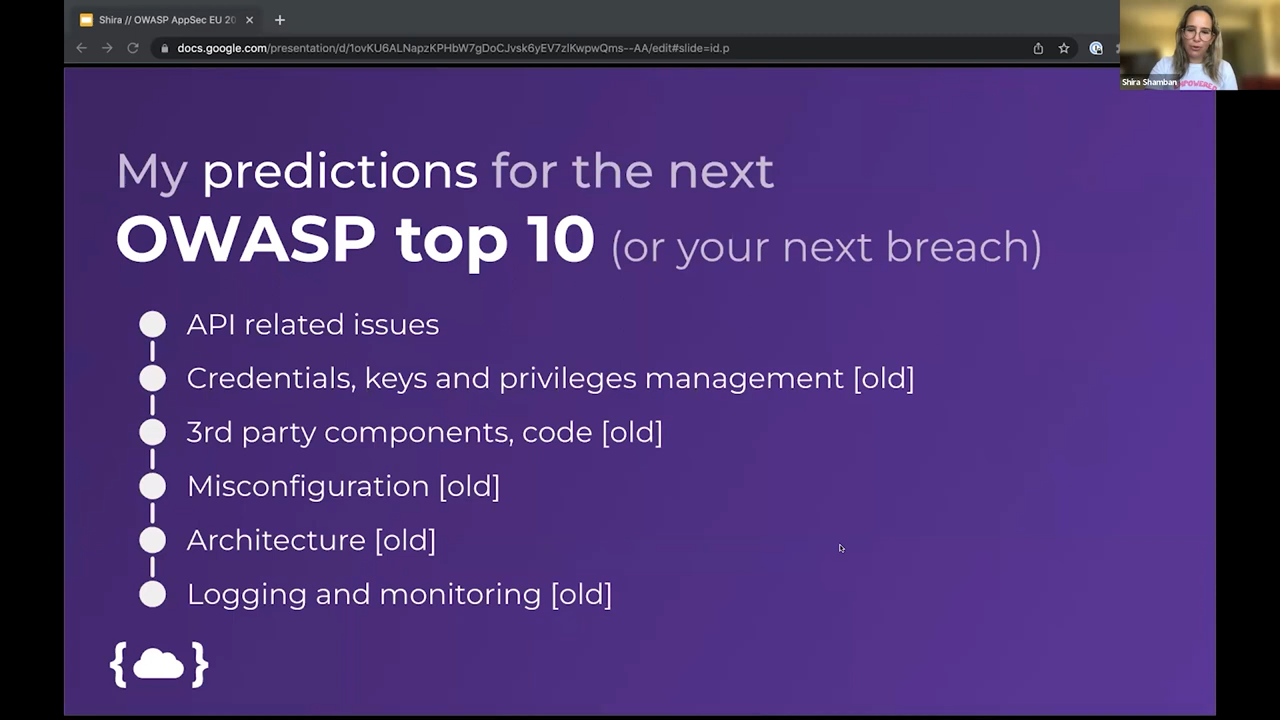 Shira // OWASP AppSec EU 20
docs.google.com/presentation/d/1ovKU6ALNapzKPHbW7gDoCJvsk6yEV7zlKwpwQms--AA/edit#slide=id.p
Shira Shamban
My predictions for the next
OWASP top 10 (or your next breach)
API related issues
Credentials, keys and privileges management [old]
3rd party components, code [old]
Misconfiguration [old]
Architecture [old]
Logging and monitoring [old]